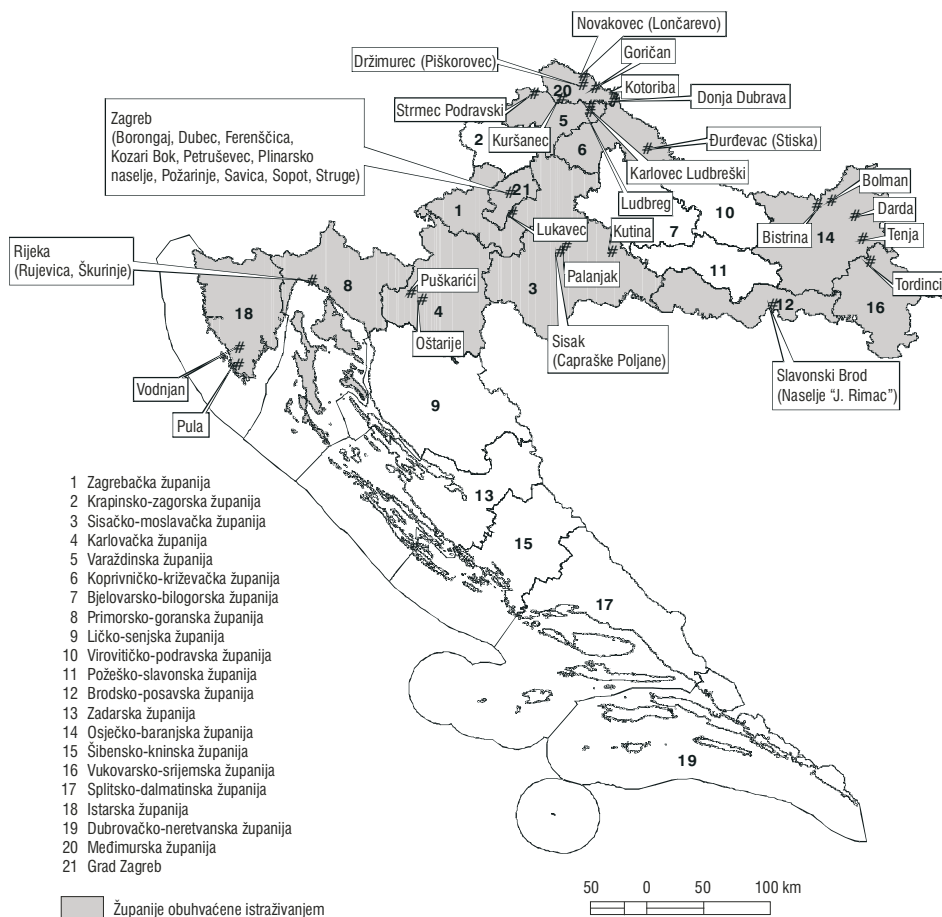 Novakovec (Lončarevo)
Držimurec (Piškorovec)
Goričan
Kotoriba
Strmec Podravski
20
Donja Dubrava
Zagreb
(Borongaj, Dubec, Ferenščica,
Kozari Bok, Petruševec, Plinarsko
naselje, Požarinje, Savica, Sopot, Struge)
2
Kuršanec
5
6
Đurđevac (Stiska)
Karlovec Ludbreški
21
1
Ludbreg
10
Bolman
Darda
Lukavec
Kutina
7
Bistrina
14
Tenja
Rijeka
(Rujevica, Škurinje)
8
Puškarići
3
Palanjak
11
Tordinci
18
4
Oštarije
12
16
Sisak
(Capraške Poljane)
Slavonski Brod
(Naselje "J. Rimac")
Vodnjan
Pula
9
13
15
17
19
1 Zagrebačka županija
2 Krapinsko-zagorska županija
3 Sisačko-moslavačka županija
4 Karlovačka županija
5 Varaždinska županija
6 Koprivničko-križevačka županija
7 Bjelovarsko-bilogorska županija
8 Primorsko-goranska županija
9 Ličko-senjska županija
10 Virovitičko-podravska županija
11 Požeško-slavonska županija
12 Brodsko-posavska županija
13 Zadarska županija
14 Osječko-baranjska županija
15 Šibensko-kninska županija
16 Vukovarsko-srijemska županija
17 Splitsko-dalmatinska županija
18 Istarska županija
19 Dubrovačko-neretvanska županija
20 Međimurska županija
21 Grad Zagreb
Županije obuhvaćene istraživanjem
50 0 50 100 km